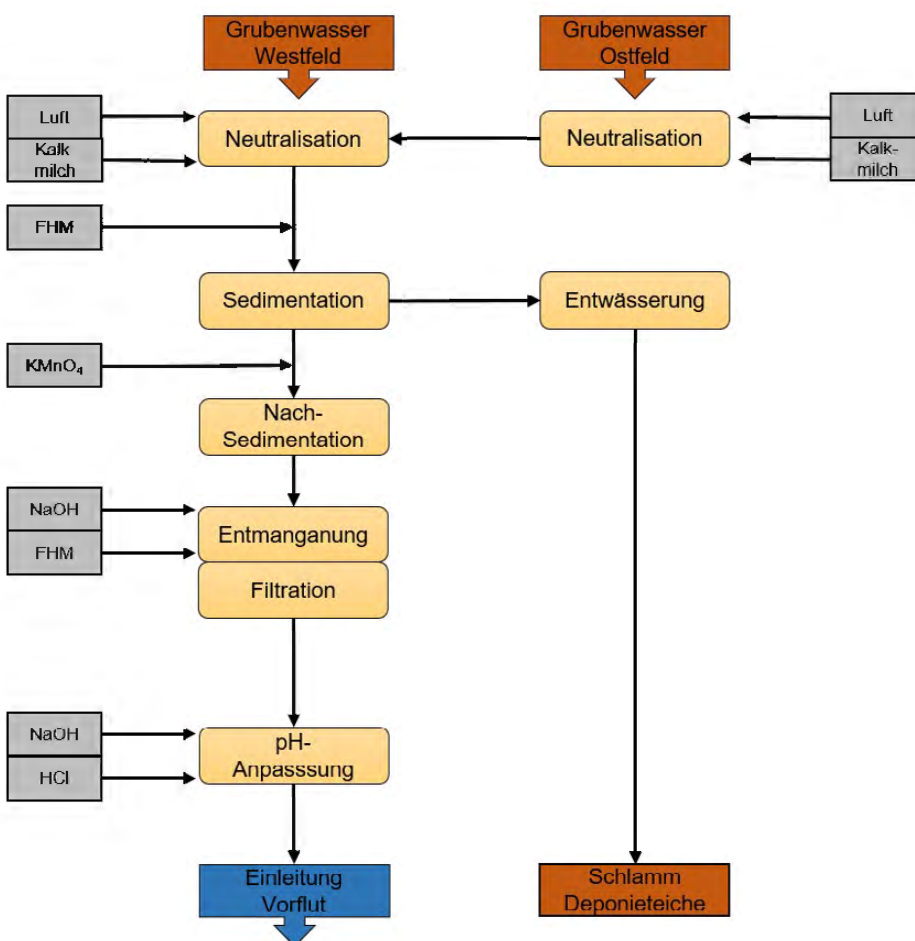 Grubenwasser
Westfeld
Grubenwasser
Ostfeld
Luft
Kalk
milch
Neutralisation
Neutralisation
Luft
Kalk-
milch
FHM
Sedimentation
Entwässerung
KMnO₄
Nach-
Sedimentation
NaOH
FHM
Entmanganung
Filtration
NaOH
HCl
pH-
Anpasssung
Einleitung
Vorflut
Schlamm
Deponieteiche